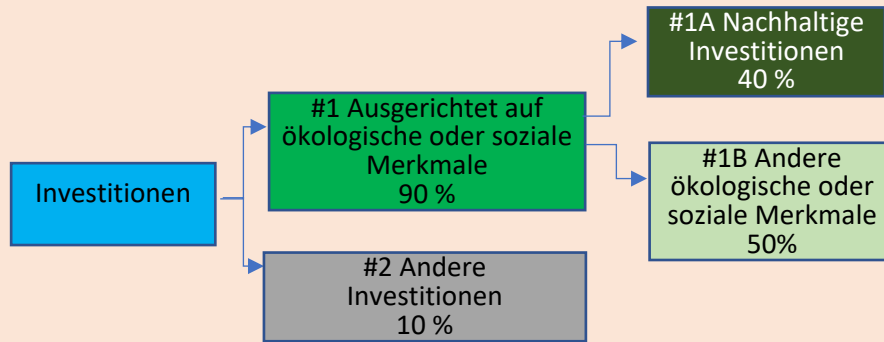 #1A Nachhaltige
Investitionen
40 %
#1 Ausgerichtet auf
ökologische oder soziale
Merkmale
90 %
#1B Andere
ökologische oder
soziale Merkmale
50%
Investitionen
#2 Andere
Investitionen
10 %